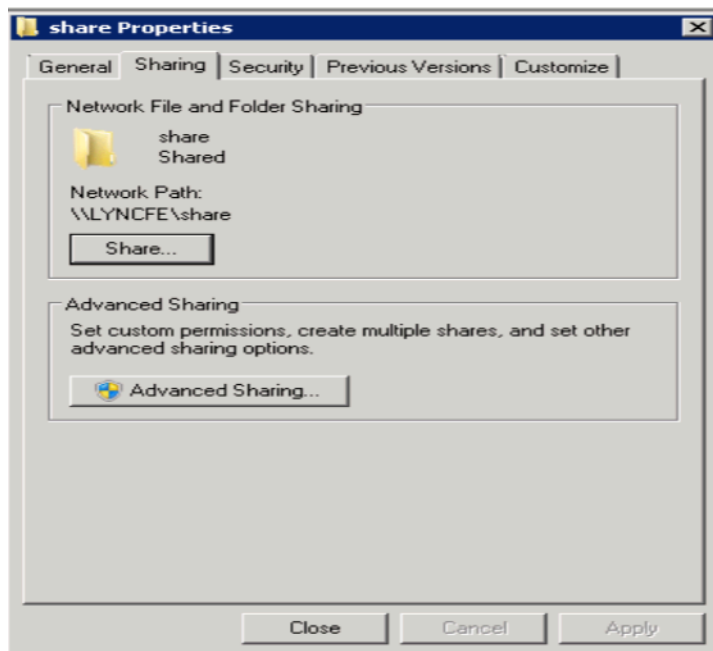 share Properties
General Sharing Security Previous Versions Customize
Network File and Folder Sharing
share
Shared
Network Path:
\\LYNCFE\share
Share...
Advanced Sharing
Set custom permissions, create multiple shares, and set other
advanced sharing options.
Advanced Sharing...
Close Cancel Apply